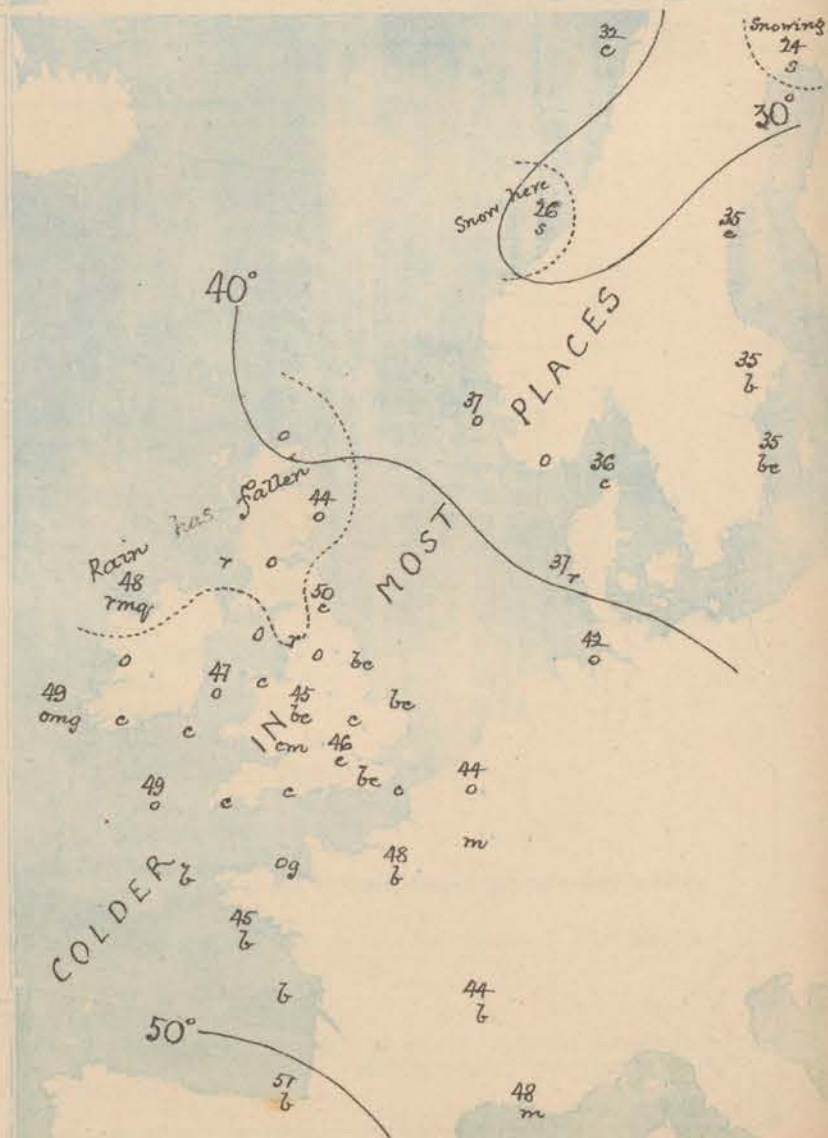 32
c
Snowing
24
s
30°
Snow here
26
s
35
c
40°
PLACES
35
b
37
o
35
bc
o
o
36
c
Rain has fallen
r
44
o
MOST
r
o
37
r
48
rmq
50
c
o
r
42
o
o
o
bc
47
o
c
45
bc
bc
49
omg
c
c
c
IN
cm
46
c
bc
c
44
o
49
o
c
c
m
COLDER
b
og
48
b
45
b
b
44
b
50°
51
b
48
m